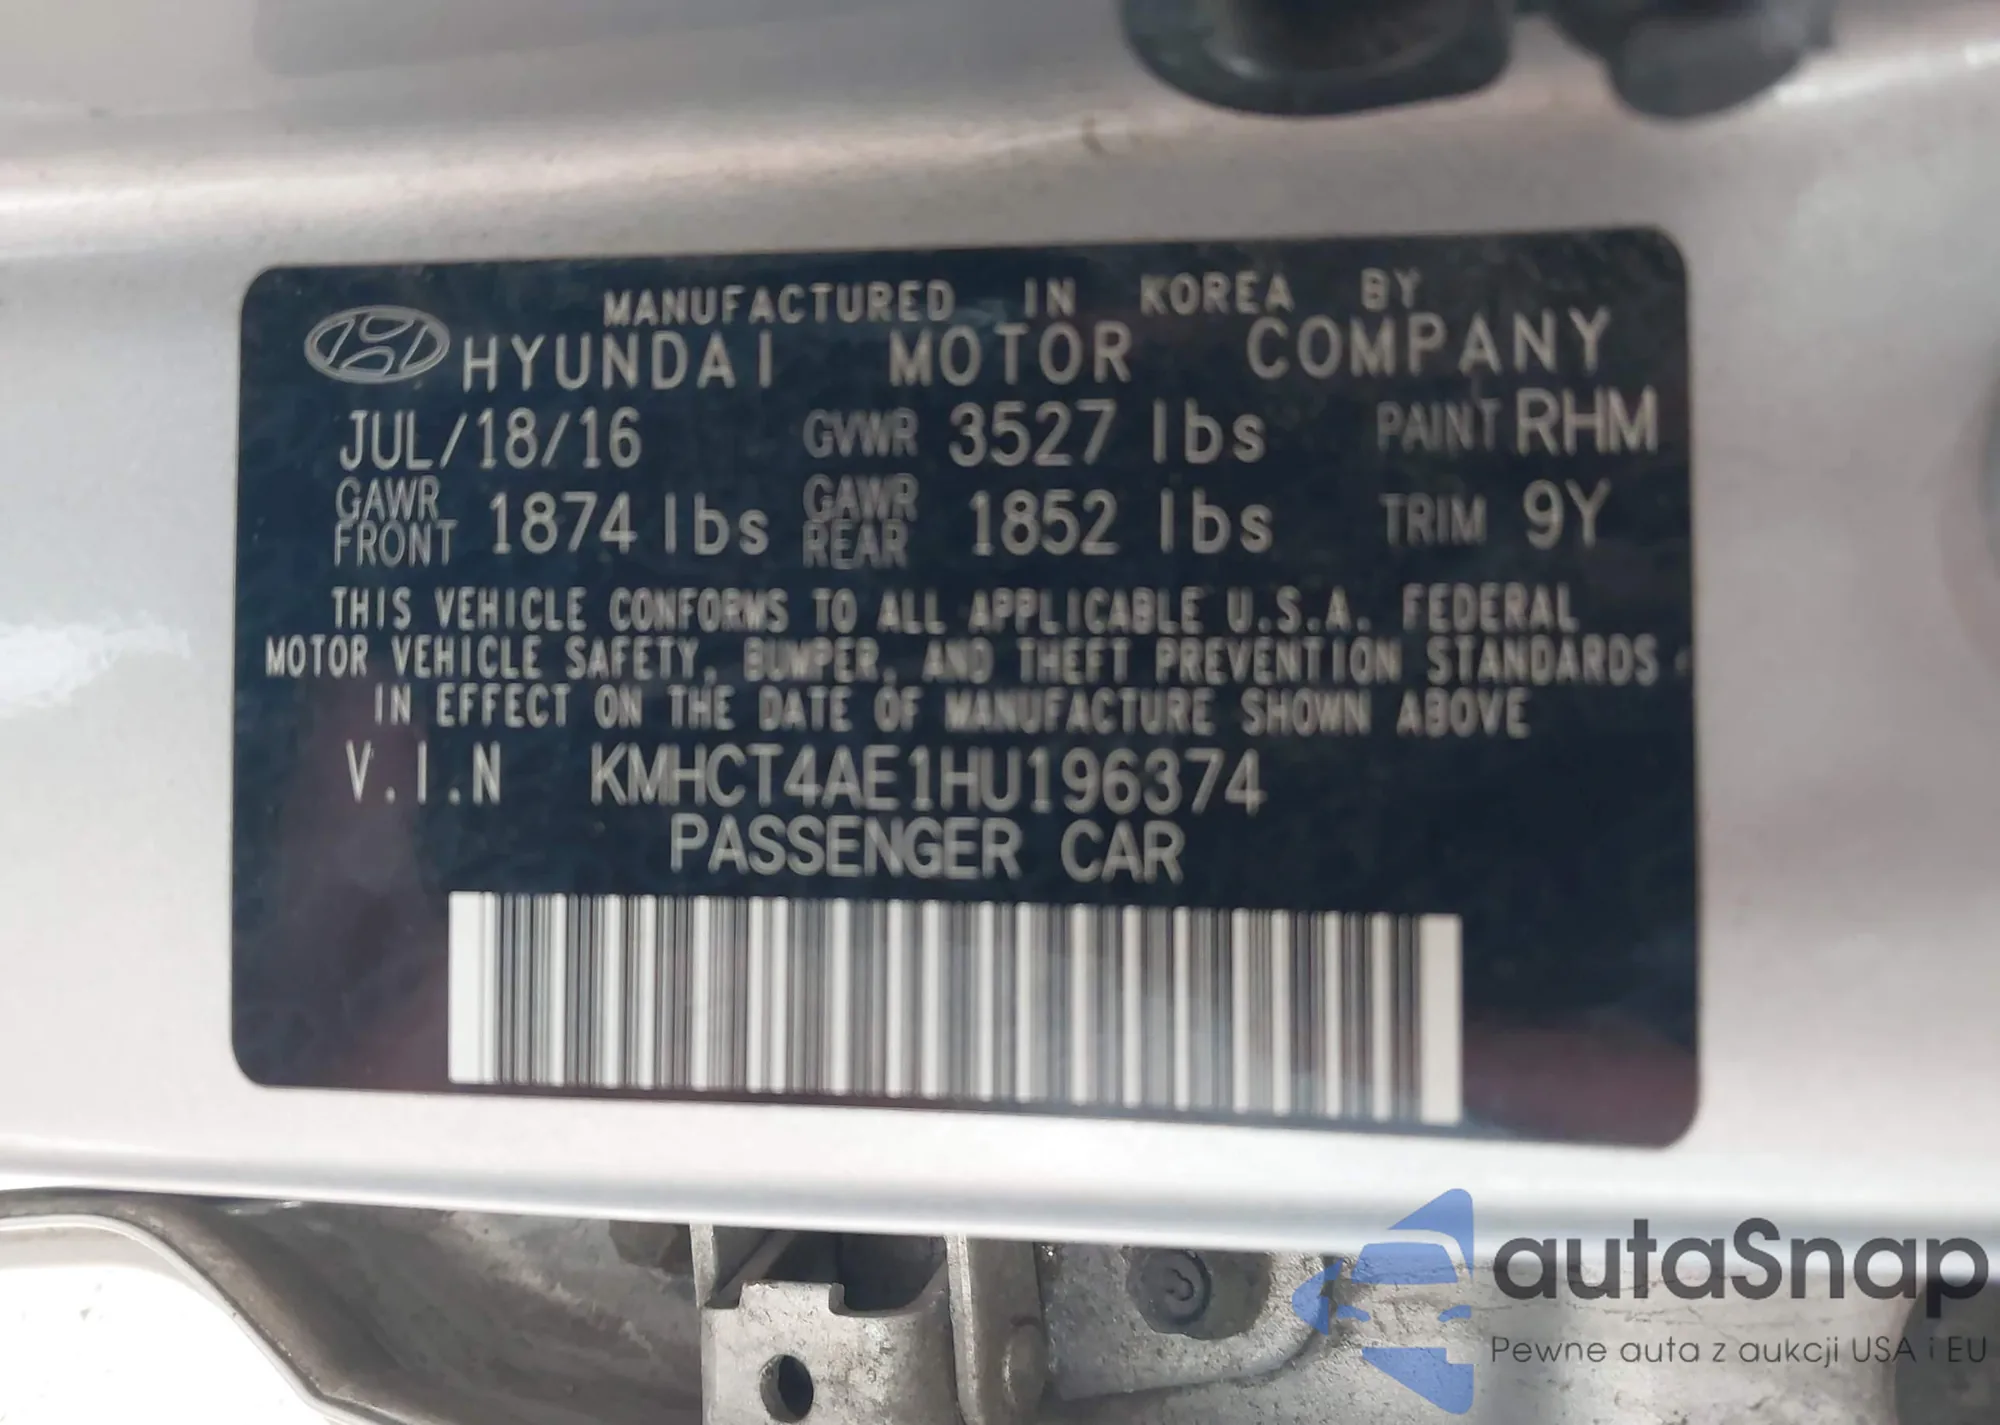 MANUFACTURED IN KOREA BY
HYUNDAI MOTOR COMPANY
JUL/18/16 GVWR 3527 lbs PAINT RHM
GAWR FRONT 1874 lbs GAWR REAR 1852 lbs TRIM 9Y
THIS VEHICLE CONFORMS TO ALL APPLICABLE U.S.A. FEDERAL
MOTOR VEHICLE SAFETY, BUMPER, AND THEFT PREVENTION STANDARDS
IN EFFECT ON THE DATE OF MANUFACTURE SHOWN ABOVE
V.I.N KMHCT4AE1HU196374
PASSENGER CAR
autaSnap
Pewne auta z aukcji USA i EU